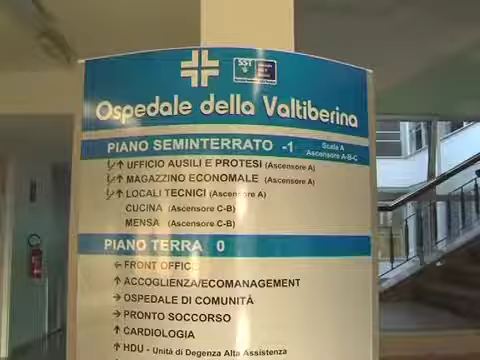 SST
Ospedale della Valtiberina
PIANO SEMINTERRATO -1 Scala A
Ascensore A-B-C
UFFICIO AUSILI E PROTESI (Ascensore A)
MAGAZZINO ECONOMALE (Ascensore A)
LOCALI TECNICI (Ascensore A)
CUCINA (Ascensore C-B)
MENSA (Ascensore C-B)
PIANO TERRA 0
← FRONT OFFICE
↑ ACCOGLIENZA/ECOMANAGEMENT
→ OSPEDALE DI COMUNITÀ
→ PRONTO SOCCORSO
↑ CARDIOLOGIA
↑ HDU - Unità di Degenza Alta Assistenza